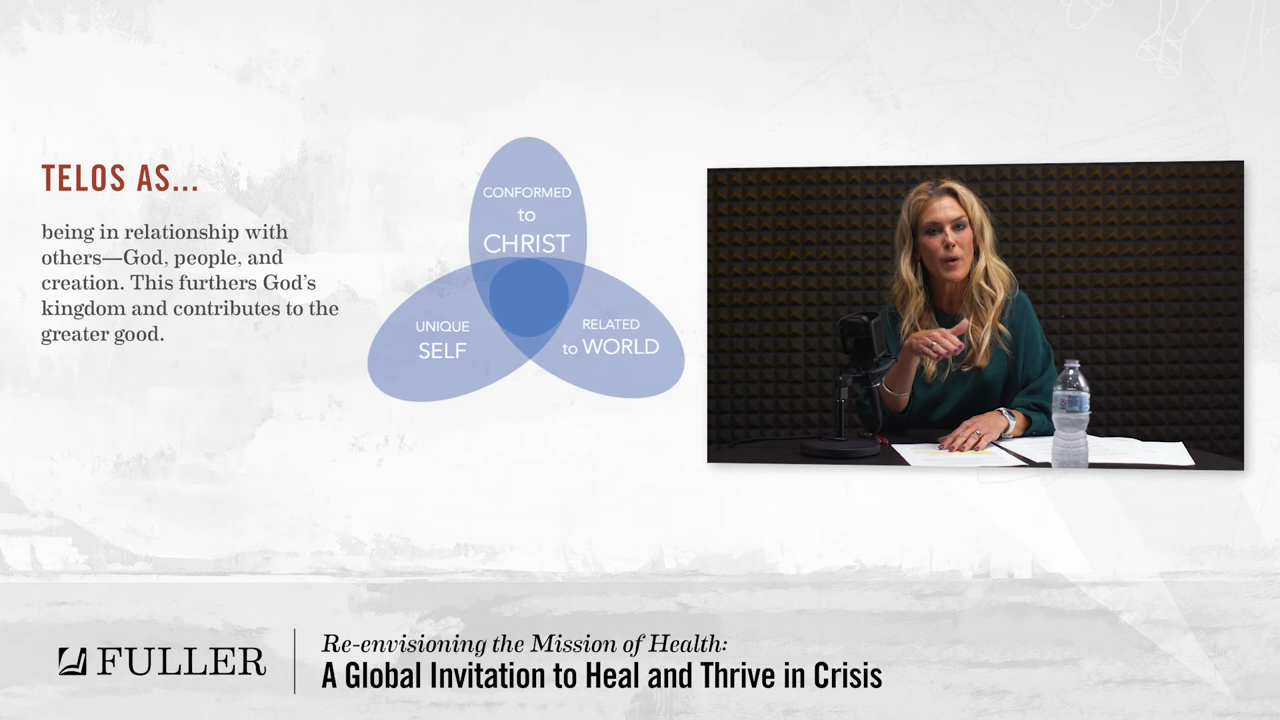 TELOS AS...
being in relationship with
others—God, people, and
creation. This furthers God's
kingdom and contributes to the
greater good.
CONFORMED
to
CHRIST
UNIQUE
SELF
RELATED
to WORLD
FULLER
Re-envisioning the Mission of Health:
A Global Invitation to Heal and Thrive in Crisis